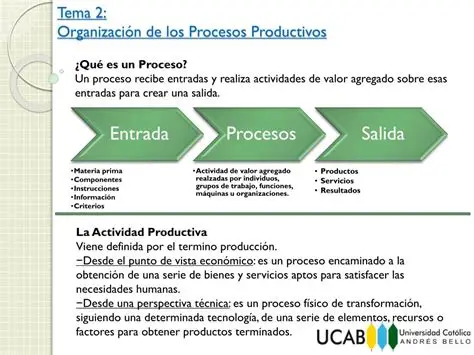 Tema 2:
Organización de los Procesos Productivos
¿Qué es un Proceso?
Un proceso recibe entradas y realiza actividades de valor agregado sobre esas
entradas para crear una salida.
Entrada
Procesos
Salida
•Materia prima
•Componentes
•Instrucciones
•Información
•Criterios
•Actividad de valor agregado
realzadas por individuos,
grupos de trabajo, funciones,
máquina u organizaciones.
• Productos
• Servicios
• Resultados
La Actividad Productiva
Viene definida por el termino producción.
−Desde el punto de vista económico: es un proceso encaminado a la
obtención de una serie de bienes y servicios aptos para satisfacer las
necesidades humanas.
−Desde una perspectiva técnica: es un proceso físico de transformación,
siguiendo una determinada tecnología, de una serie de elementos, recursos o
factores para obtener productos terminados.
UCAB
Universidad Católica
ANDRÉS BELLO